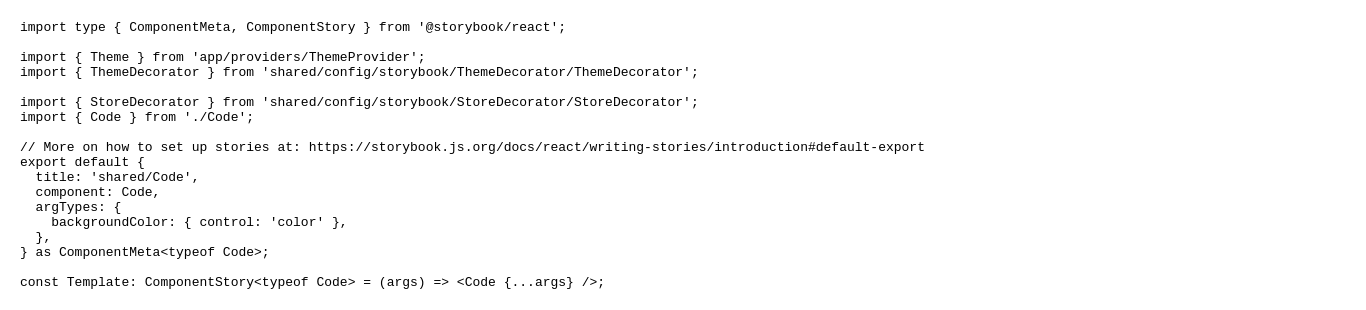 import type { ComponentMeta, ComponentStory } from '@storybook/react';

import { Theme } from 'app/providers/ThemeProvider';
import { ThemeDecorator } from 'shared/config/storybook/ThemeDecorator/ThemeDecorator';

import { StoreDecorator } from 'shared/config/storybook/StoreDecorator/StoreDecorator';
import { Code } from './Code';

// More on how to set up stories at: https://storybook.js.org/docs/react/writing-stories/introduction#default-export
export default {
  title: 'shared/Code',
  component: Code,
  argTypes: {
    backgroundColor: { control: 'color' },
  },
} as ComponentMeta<typeof Code>;

const Template: ComponentStory<typeof Code> = (args) => <Code {...args} />;